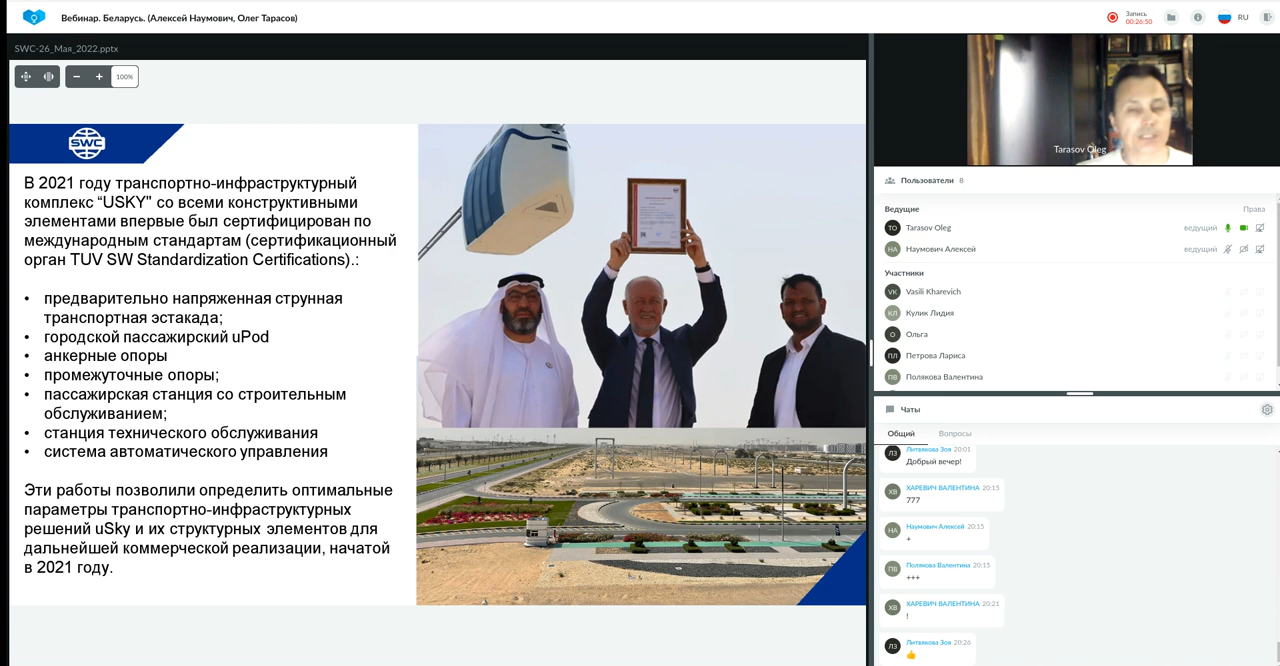 Вебинар. Беларусь. (Алексей Наумович, Олег Тарасов)
Запись
00:26:50
RU
SWC-26_Мая_2022.pptx
100%
SWC
В 2021 году транспортно-инфраструктурный
комплекс “USKY" со всеми конструктивными
элементами впервые был сертифицирован по
международным стандартам (сертификационный
орган TUV SW Standardization Certifications).:
• предварительно напряженная струнная
транспортная эстакада;
• городской пассажирский uPod
• анкерные опоры
• промежуточные опоры;
• пассажирская станция со строительным
обслуживанием;
• станция технического обслуживания
• система автоматического управления
Эти работы позволили определить оптимальные
параметры транспортно-инфраструктурных
решений uSky и их структурных элементов для
дальнейшей коммерческой реализации, начатой
в 2021 году.
Tarasov Oleg
Пользователи 8
Ведущие Права
TO Tarasov Oleg ведущий
НА Наумович Алексей ведущий
Участники
VK Vasili Kharevich
КЛ Кулик Лидия
О Ольга
ПЛ Петрова Лариса
ПВ Полякова Валентина
Чаты
Общий Вопросы
ЛЗ Литвякова Зоя 20:01
Добрый вечер!
ХВ ХАРЕВИЧ ВАЛЕНТИНА 20:15
777
НА Наумович Алексей 20:15
+
ПВ Полякова Валентина 20:15
+++
ХВ ХАРЕВИЧ ВАЛЕНТИНА 20:21
!
ЛЗ Литвякова Зоя 20:26
👍